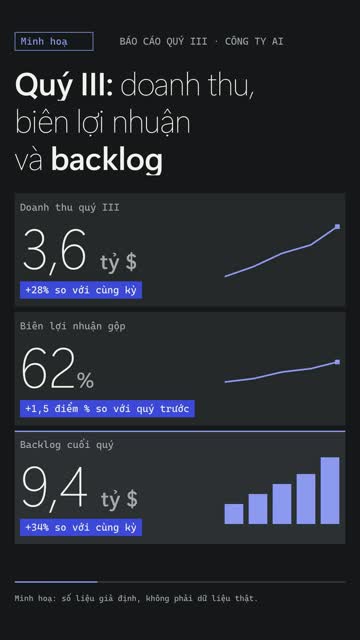 Minh hoạ
BÁO CÁO QUÝ III · CÔNG TY AI
Quý III: doanh thu,
biên lợi nhuận
và backlog
Doanh thu quý III
3,6 tỷ $
+28% so với cùng kỳ
Biên lợi nhuận gộp
62%
+1,5 điểm % so với quý trước
Backlog cuối quý
9,4 tỷ $
+34% so với cùng kỳ
Minh hoạ: số liệu giả định, không phải dữ liệu thật.